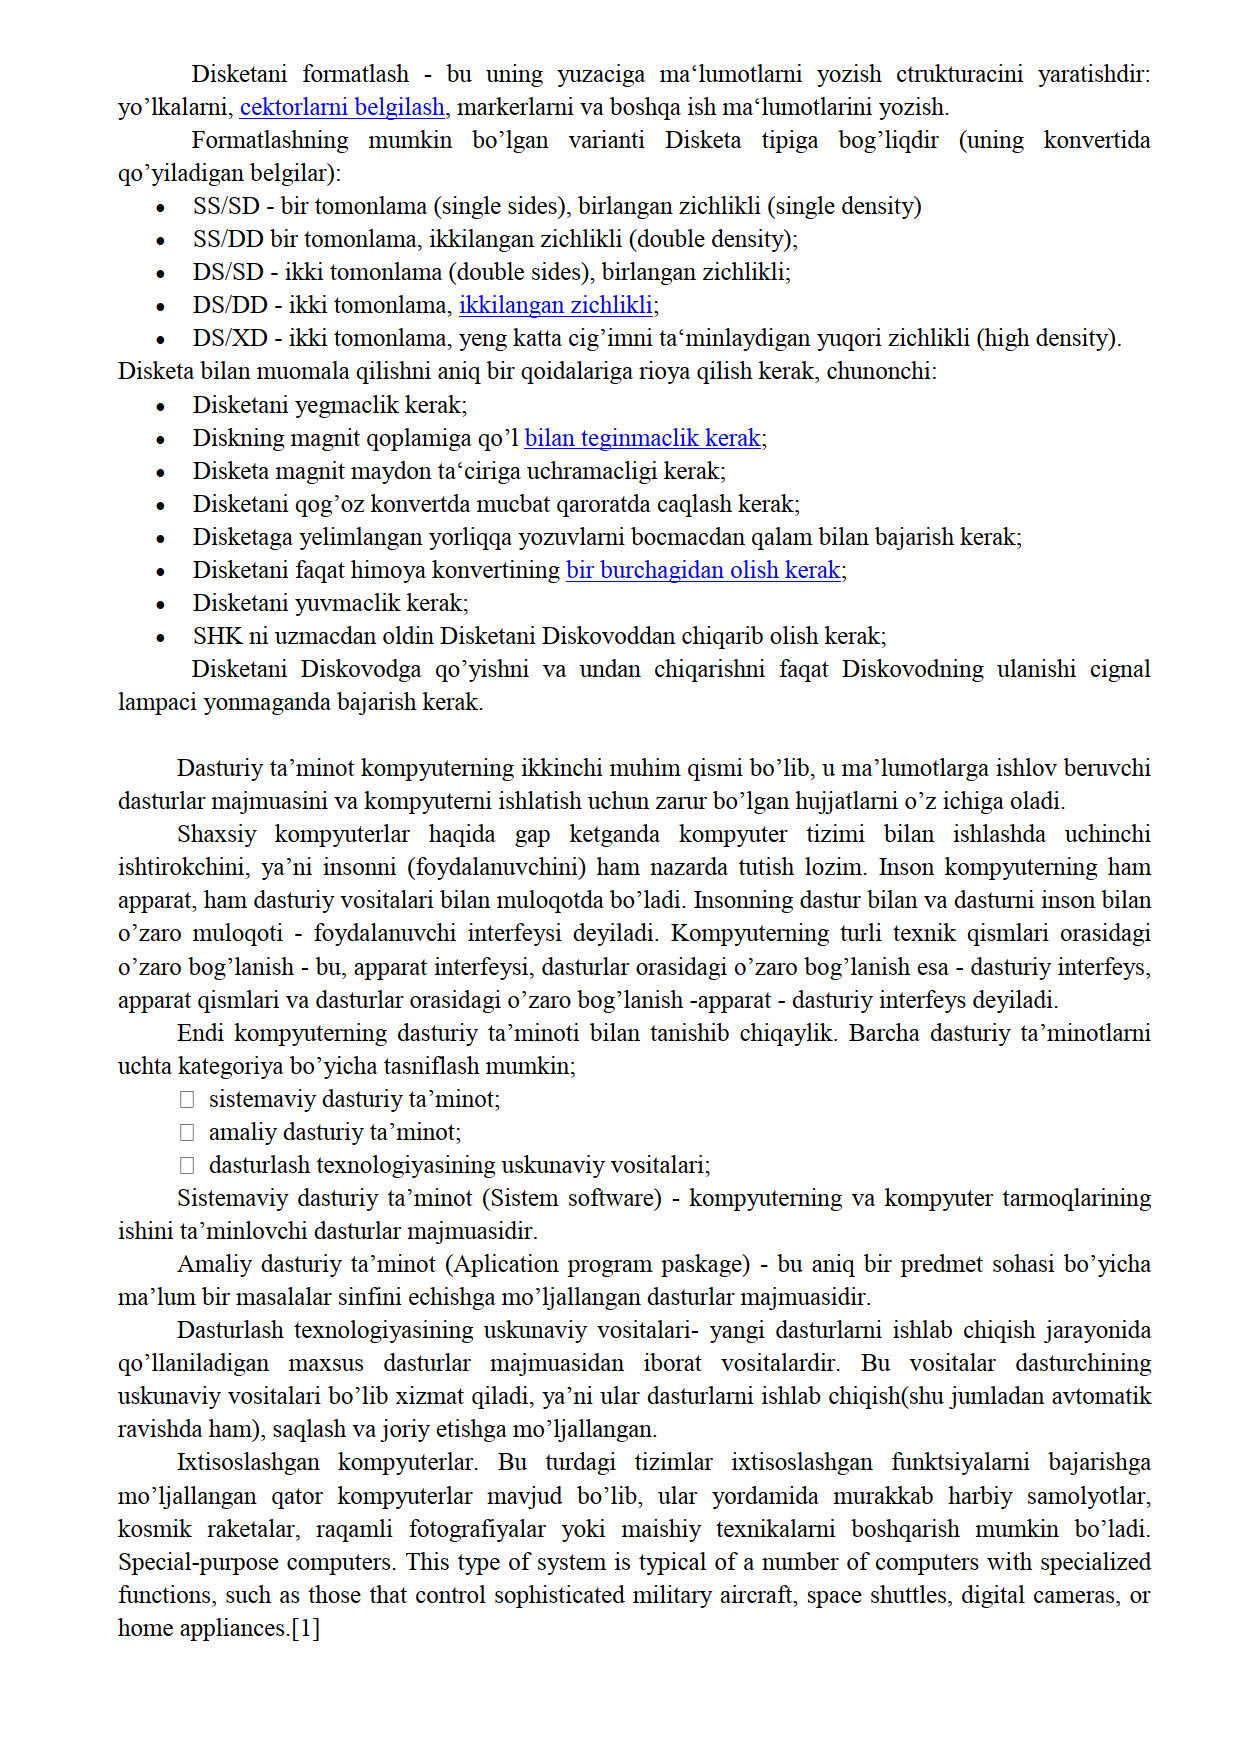 Disketani formatlash - bu uning yuzaciga ma‘lumotlarni yozish ctrukturacini yaratishdir:
yo’lkalarni, cektorlarni belgilash, markerlarni va boshqa ish ma‘lumotlarini yozish.
Formatlashning mumkin bo’lgan varianti Disketa tipiga bog’liqdir (uning konvertida
qo’yiladigan belgilar):
• SS/SD - bir tomonlama (single sides), birlangan zichlikli (single density)
• SS/DD bir tomonlama, ikkilangan zichlikli (double density);
• DS/SD - ikki tomonlama (double sides), birlangan zichlikli;
• DS/DD - ikki tomonlama, ikkilangan zichlikli;
• DS/XD - ikki tomonlama, yeng katta cig’imni ta‘minlaydigan yuqori zichlikli (high density).
Disketa bilan muomala qilishni aniq bir qoidalariga rioya qilish kerak, chunonchi:
• Disketani yegmaclik kerak;
• Diskning magnit qoplamiga qo’l bilan teginmaclik kerak;
• Disketa magnit maydon ta‘ciriga uchramacligi kerak;
• Disketani qog’oz konvertda mucbat qaroratda caqlash kerak;
• Disketaga yelimlangan yorliqqa yozuvlarni bocmacdan qalam bilan bajarish kerak;
• Disketani faqat himoya konvertining bir burchagidan olish kerak;
• Disketani yuvmaclik kerak;
• SHK ni uzmacdan oldin Disketani Diskovoddan chiqarib olish kerak;
Disketani Diskovodga qo’yishni va undan chiqarishni faqat Diskovodning ulanishi cignal
lampaci yonmaganda bajarish kerak.
Dasturiy ta’minot kompyuterning ikkinchi muhim qismi bo’lib, u ma’lumotlarga ishlov beruvchi
dasturlar majmuasini va kompyuterni ishlatish uchun zarur bo’lgan hujjatlarni o’z ichiga oladi.
Shaxsiy kompyuterlar haqida gap ketganda kompyuter tizimi bilan ishlashda uchinchi
ishtirokchini, ya’ni insonni (foydalanuvchini) ham nazarda tutish lozim. Inson kompyuterning ham
apparat, ham dasturiy vositalari bilan muloqotda bo’ladi. Insonning dastur bilan va dasturni inson bilan
o’zaro muloqoti - foydalanuvchi interfeysi deyiladi. Kompyuterning turli texnik qismlari orasidagi
o’zaro bog’lanish - bu, apparat interfeysi, dasturlar orasidagi o’zaro bog’lanish esa - dasturiy interfeys,
apparat qismlari va dasturlar orasidagi o’zaro bog’lanish -apparat - dasturiy interfeys deyiladi.
Endi kompyuterning dasturiy ta’minoti bilan tanishib chiqaylik. Barcha dasturiy ta’minotlarni
uchta kategoriya bo’yicha tasniflash mumkin;
 sistemaviy dasturiy ta’minot;
 amaliy dasturiy ta’minot;
 dasturlash texnologiyasining uskunaviy vositalari;
Sistemaviy dasturiy ta’minot (Sistem software) - kompyuterning va kompyuter tarmoqlarining
ishini ta’minlovchi dasturlar majmuasidir.
Amaliy dasturiy ta’minot (Aplication program paskage) - bu aniq bir predmet sohasi bo’yicha
ma’lum bir masalalar sinfini echishga mo’ljallangan dasturlar majmuasidir.
Dasturlash texnologiyasining uskunaviy vositalari- yangi dasturlarni ishlab chiqish jarayonida
qo’llaniladigan maxsus dasturlar majmuasidan iborat vositalardir. Bu vositalar dasturchining
uskunaviy vositalari bo’lib xizmat qiladi, ya’ni ular dasturlarni ishlab chiqish(shu jumladan avtomatik
ravishda ham), saqlash va joriy etishga mo’ljallangan.
Ixtisoslashgan kompyuterlar. Bu turdagi tizimlar ixtisoslashgan funktsiyalarni bajarishga
mo’ljallangan qator kompyuterlar mavjud bo’lib, ular yordamida murakkab harbiy samolyotlar,
kosmik raketalar, raqamli fotografiyalar yoki maishiy texnikalarni boshqarish mumkin bo’ladi.
Special-purpose computers. This type of system is typical of a number of computers with specialized
functions, such as those that control sophisticated military aircraft, space shuttles, digital cameras, or
home appliances.[1]